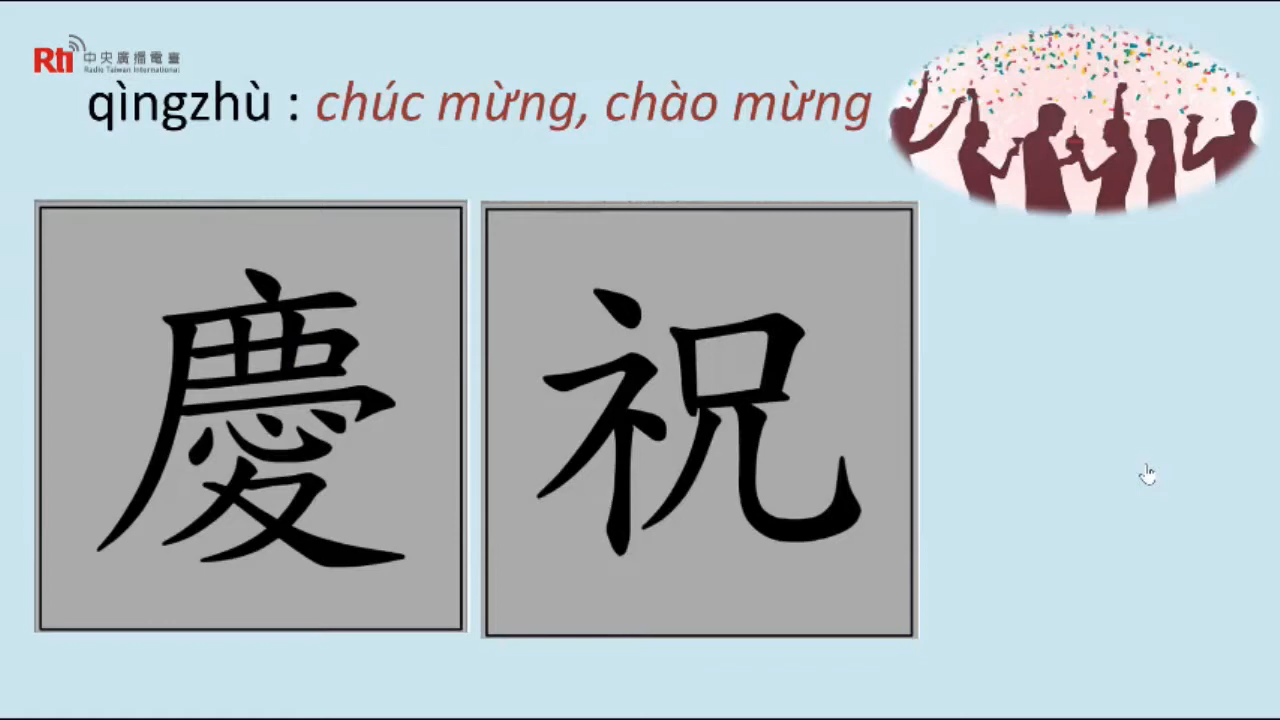 Rti 中央廣播電臺
Radio Taiwan International
qìngzhù : chúc mừng, chào mừng
慶祝